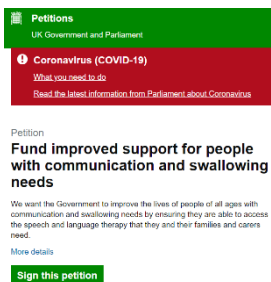 Petitions
UK Government and Parliament
Coronavirus (COVID-19)
What you need to do
Read the latest information from Parliament about Coronavirus
Petition
Fund improved support for people
with communication and swallowing
needs
We want the Government to improve the lives of people of all ages with
communication and swallowing needs by ensuring they are able to access
the speech and language therapy that they and their families and carers
need.
More details
Sign this petition